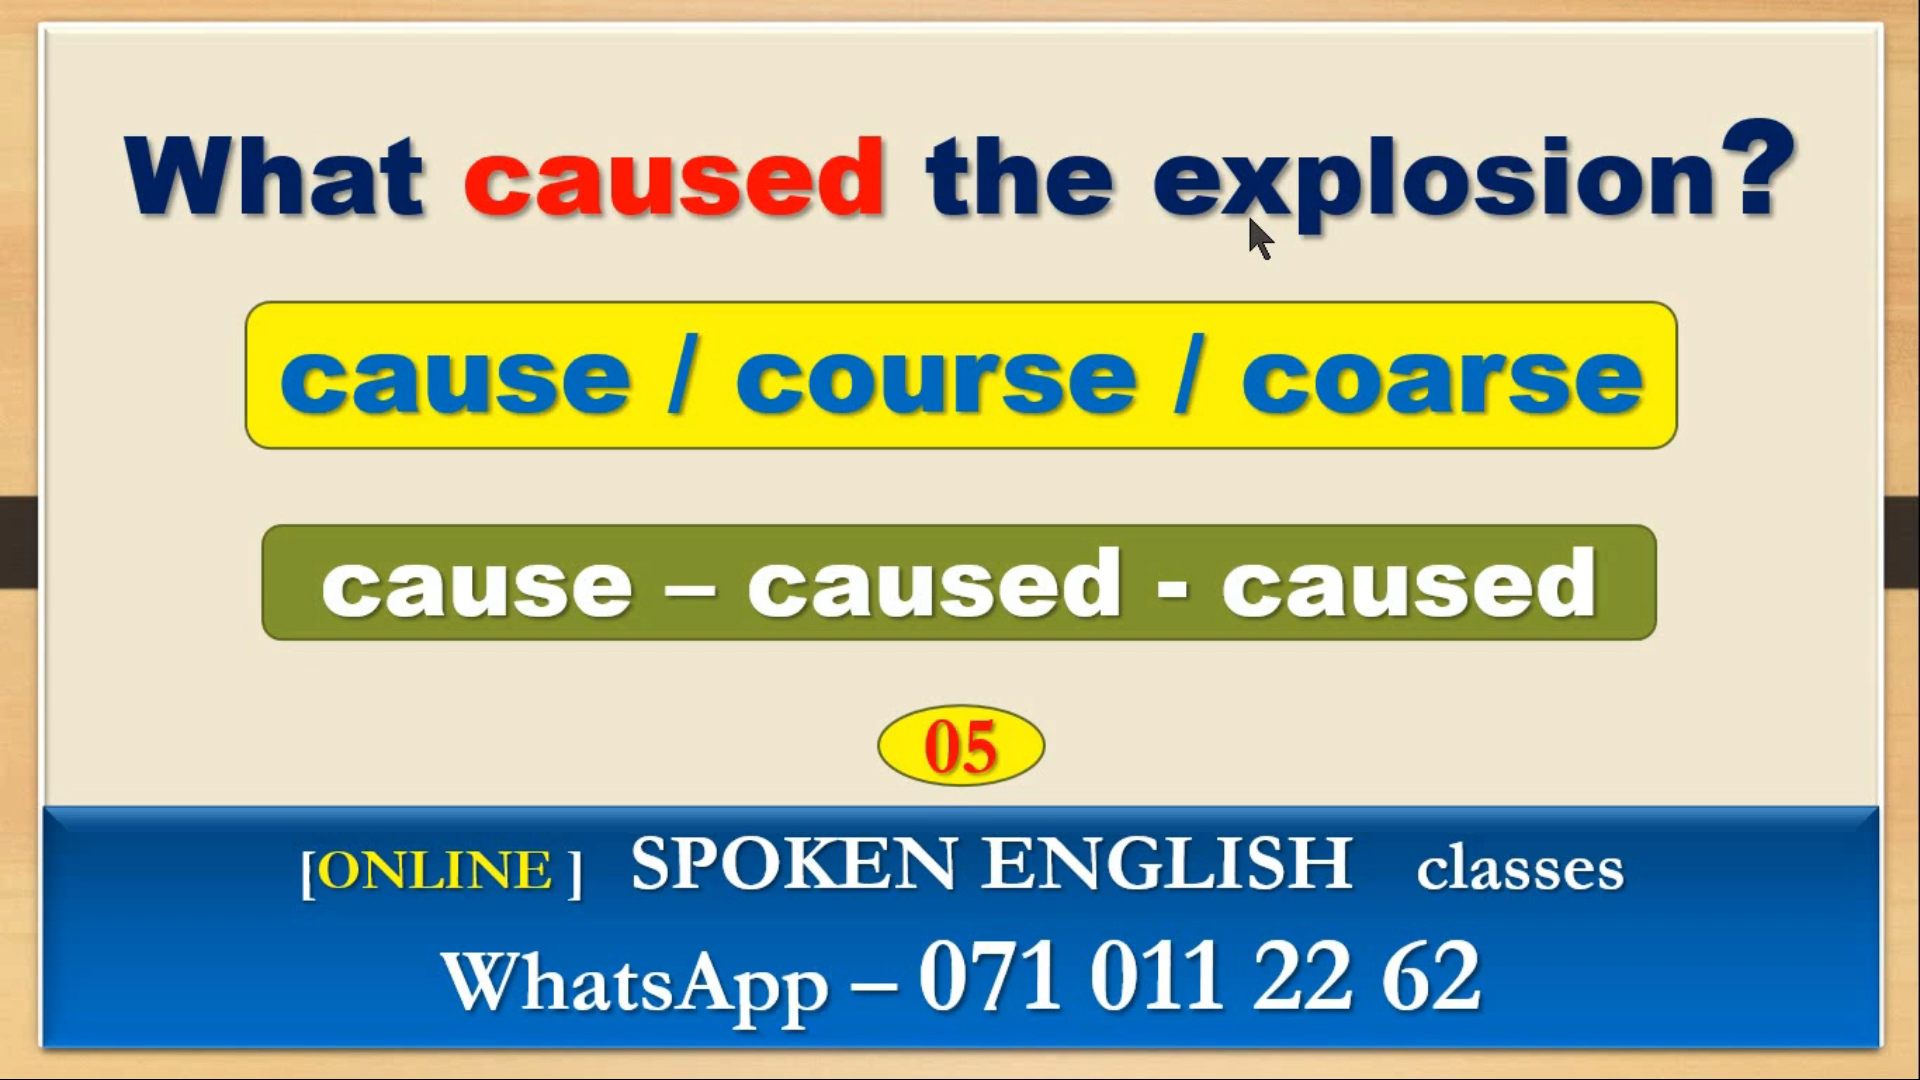 What caused the explosion?
cause / course / coarse
cause – caused - caused
05
[ONLINE ] SPOKEN ENGLISH classes
WhatsApp – 071 011 22 62